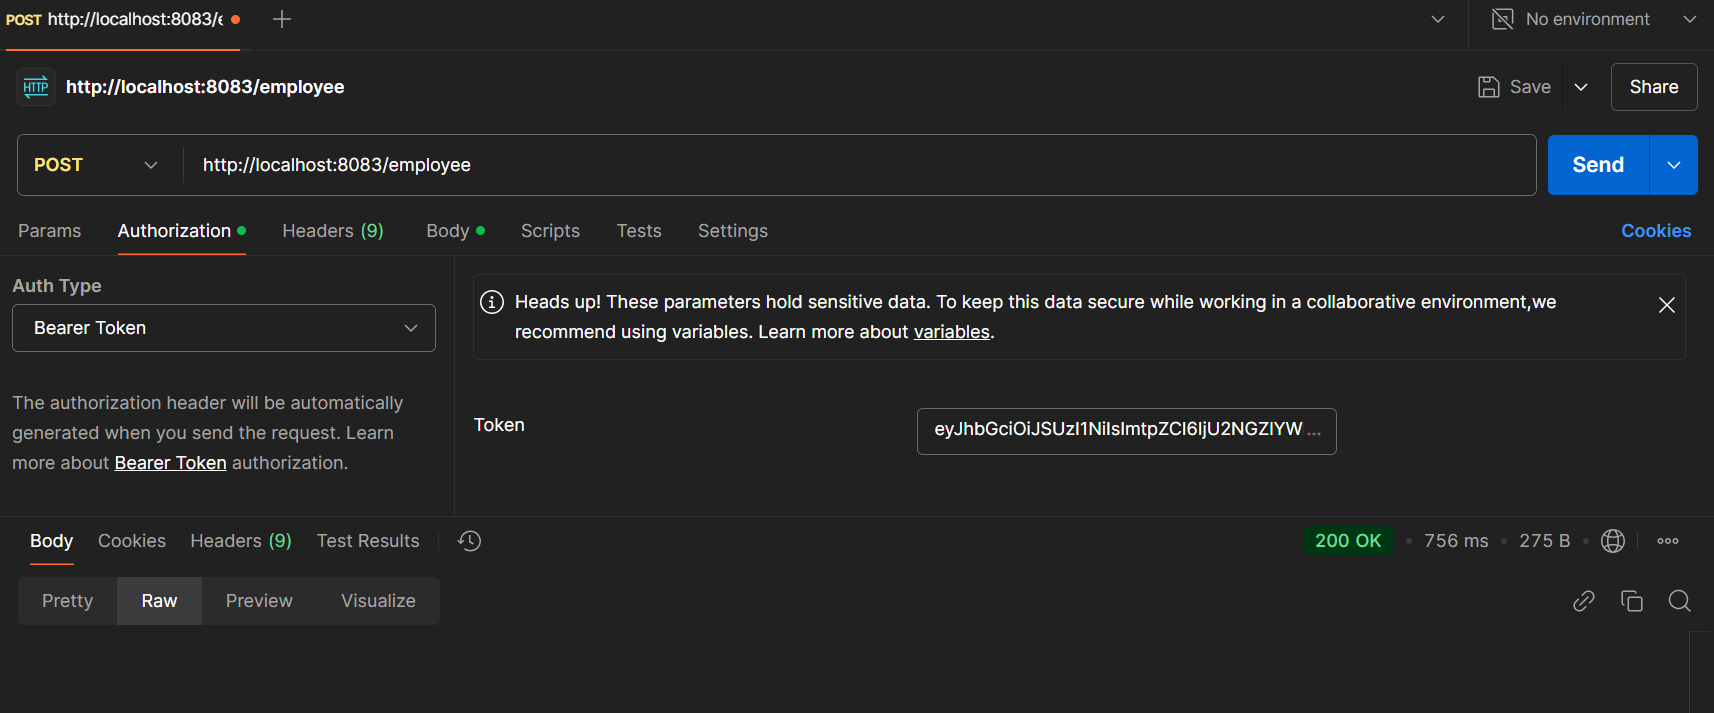 POST http://localhost:8083/e
No environment
HTTP http://localhost:8083/employee
Save
Share
POST http://localhost:8083/employee
Send
Params Authorization Headers (9) Body Scripts Tests Settings Cookies
Auth Type
Bearer Token
The authorization header will be automatically
generated when you send the request. Learn
more about Bearer Token authorization.
Heads up! These parameters hold sensitive data. To keep this data secure while working in a collaborative environment,we
recommend using variables. Learn more about variables.
Token
eyJhbGciOiJSUzI1NiIsImtpZCI6IjU2NGZlYW ...
Body Cookies Headers (9) Test Results
200 OK • 756 ms • 275 B
Pretty Raw Preview Visualize